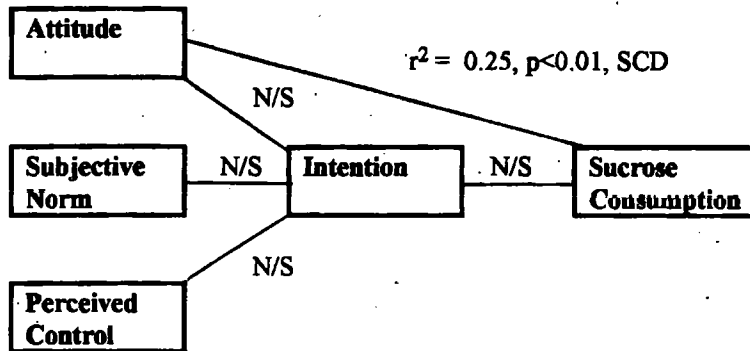 Attitude
r² = 0.25, p<0.01, SCD
N/S
Subjective
Norm
N/S
Intention
N/S
Sucrose
Consumption
N/S
Perceived
Control